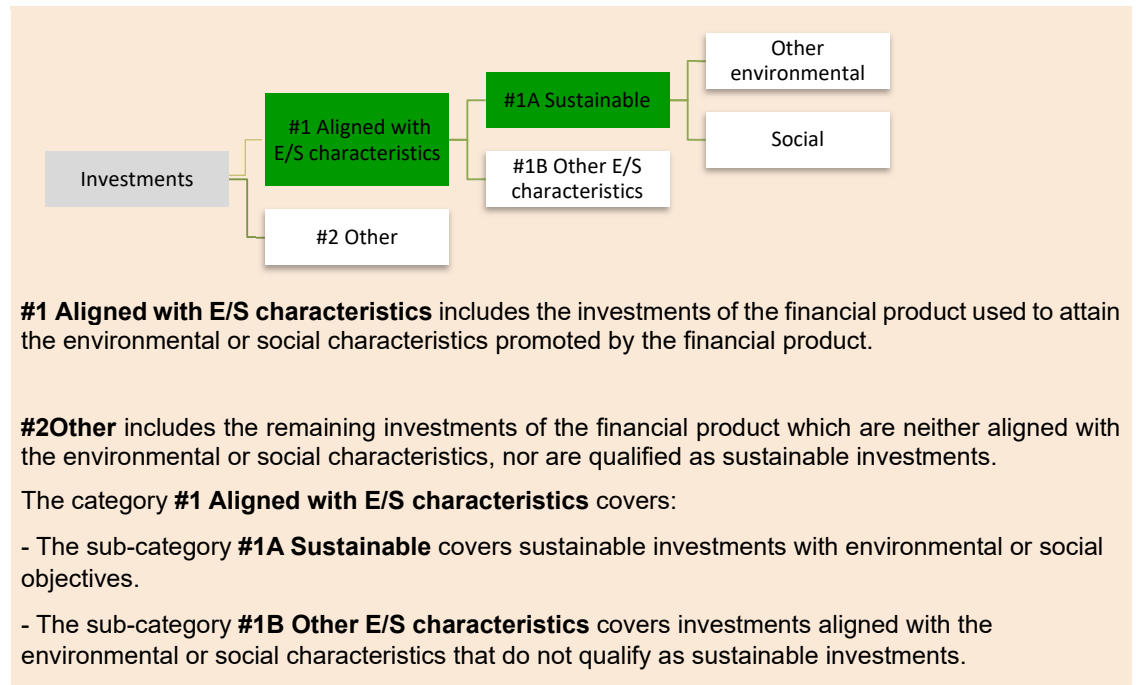 Other
environmental
#1A Sustainable
#1 Aligned with
E/S characteristics
Social
#1B Other E/S
characteristics
Investments
#2 Other
#1 Aligned with E/S characteristics includes the investments of the financial product used to attain
the environmental or social characteristics promoted by the financial product.
#2Other includes the remaining investments of the financial product which are neither aligned with
the environmental or social characteristics, nor are qualified as sustainable investments.
The category #1 Aligned with E/S characteristics covers:
- The sub-category #1A Sustainable covers sustainable investments with environmental or social
objectives.
- The sub-category #1B Other E/S characteristics covers investments aligned with the
environmental or social characteristics that do not qualify as sustainable investments.